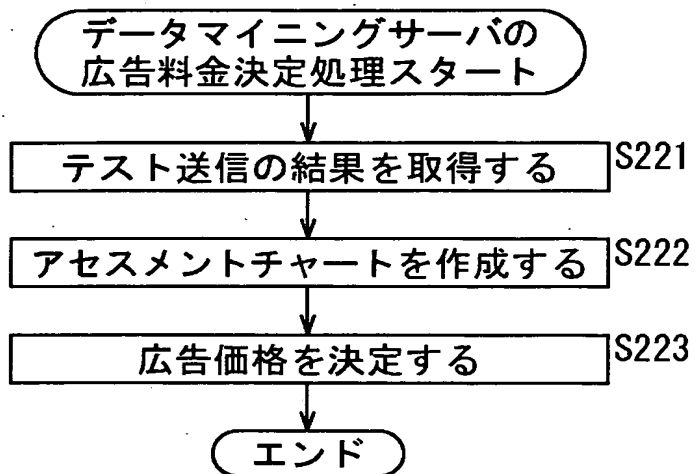 データマイニングサーバの
広告料金決定処理スタート
テスト送信の結果を取得する S221
アセスメントチャートを作成する S222
広告価格を決定する S223
エンド